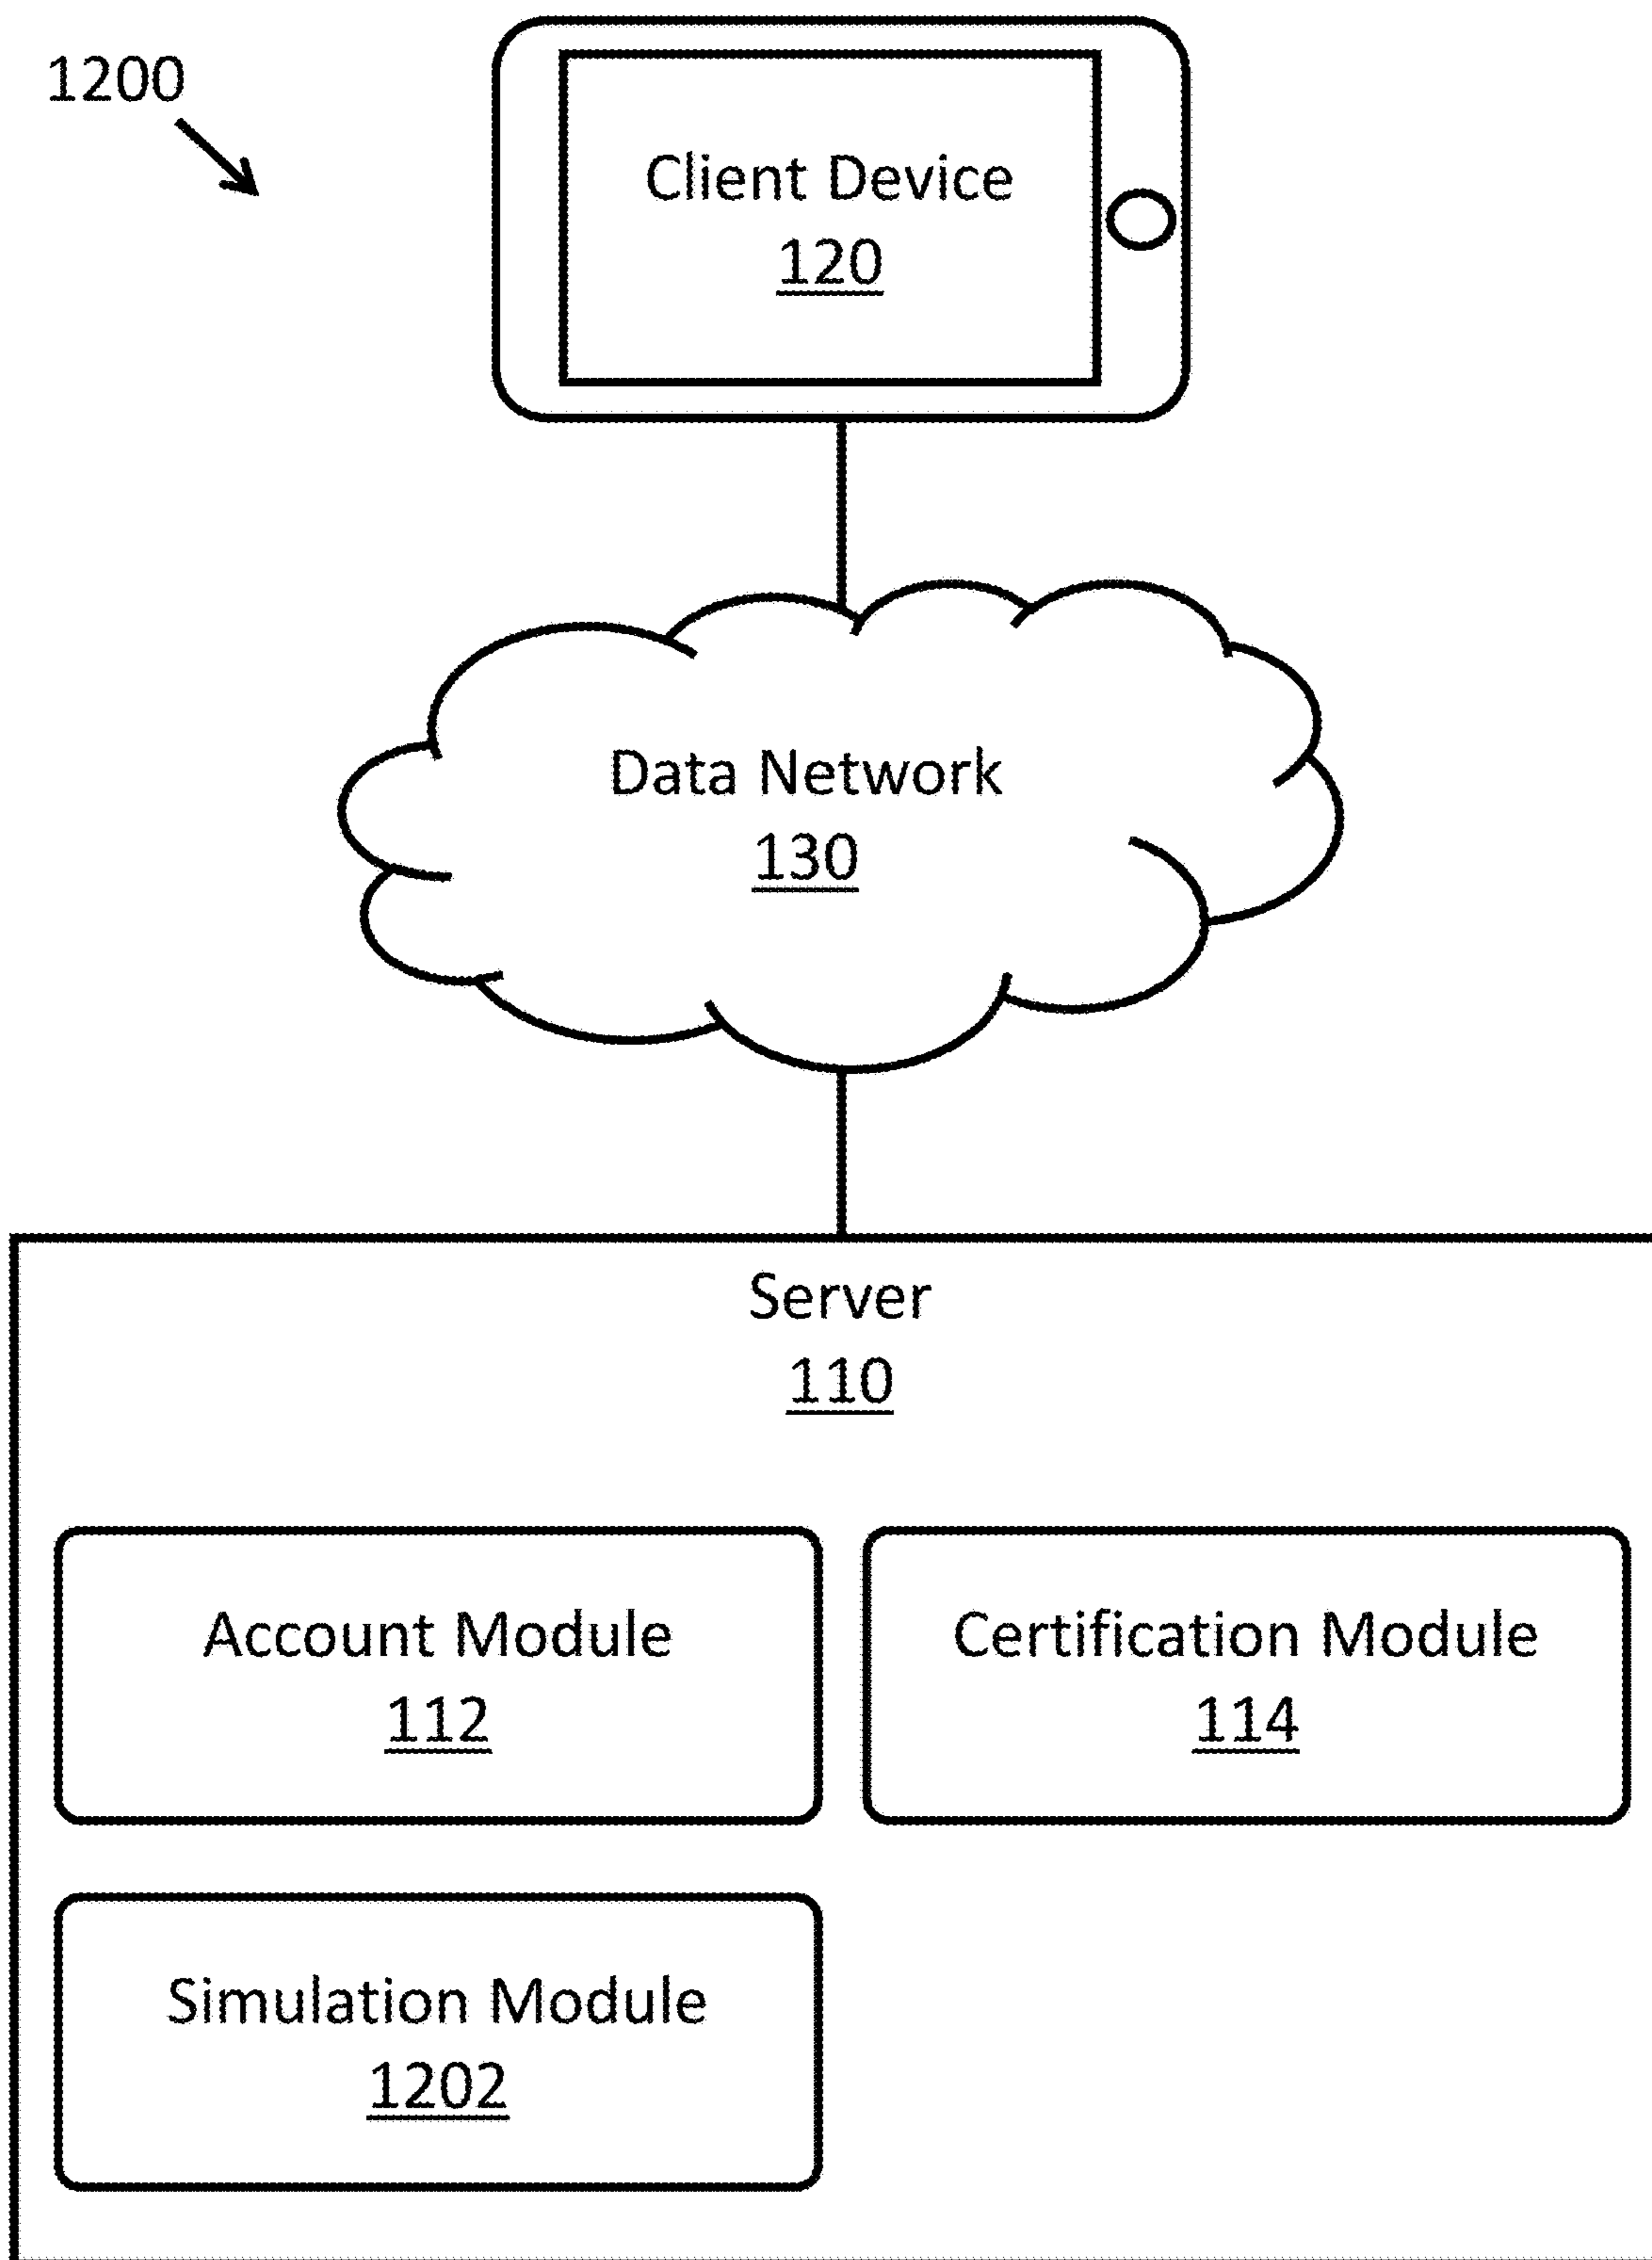 1200
Client Device
120
Data Network
130
Server
110
Account Module
112
Certification Module
114
Simulation Module
1202